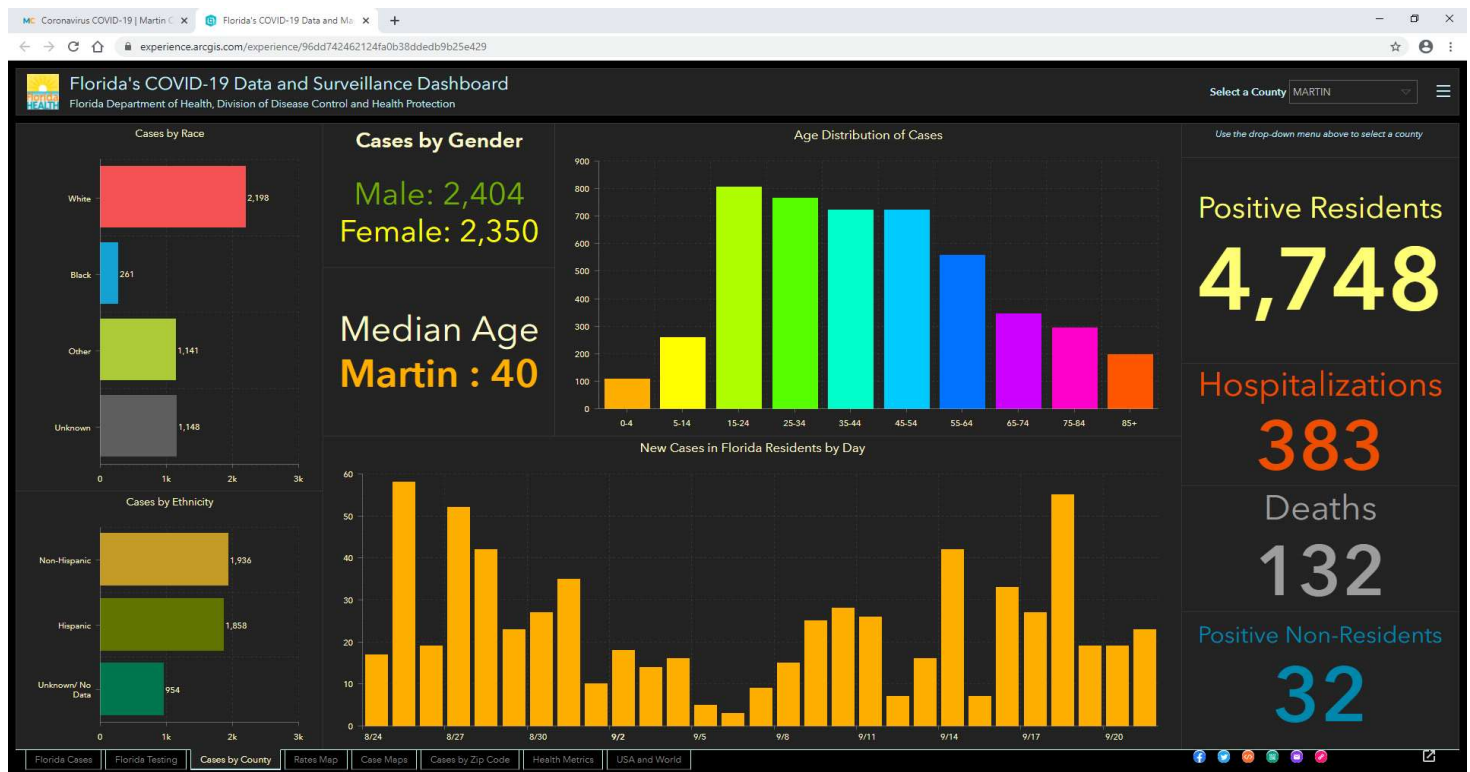 MC Coronavirus COVID-19 | Martin C
Florida's COVID-19 Data and Ma
experience.arcgis.com/experience/96dd742462124fa0b38ddedb9b25e429
Florida HEALTH
Florida's COVID-19 Data and Surveillance Dashboard
Florida Department of Health, Division of Disease Control and Health Protection
Select a County MARTIN
Cases by Race
White 2,198
Black 261
Other 1,141
Unknown 1,148
0 1k 2k 3k
Cases by Ethnicity
Non-Hispanic 1,936
Hispanic 1,858
Unknown/ No
Data 954
0 1k 2k 3k
Cases by Gender
Male: 2,404
Female: 2,350
Median Age
Martin : 40
Age Distribution of Cases
900
800
700
600
500
400
300
200
100
0
0-4 5-14 15-24 25-34 35-44 45-54 55-64 65-74 75-84 85+
New Cases in Florida Residents by Day
60
50
40
30
20
10
0
8/24 8/27 8/30 9/2 9/5 9/8 9/11 9/14 9/17 9/20
Use the drop-down menu above to select a county
Positive Residents
4,748
Hospitalizations
383
Deaths
132
Positive Non-Residents
32
Florida Cases Florida Testing Cases by County Rates Map Case Maps Cases by Zip Code Health Metrics USA and World